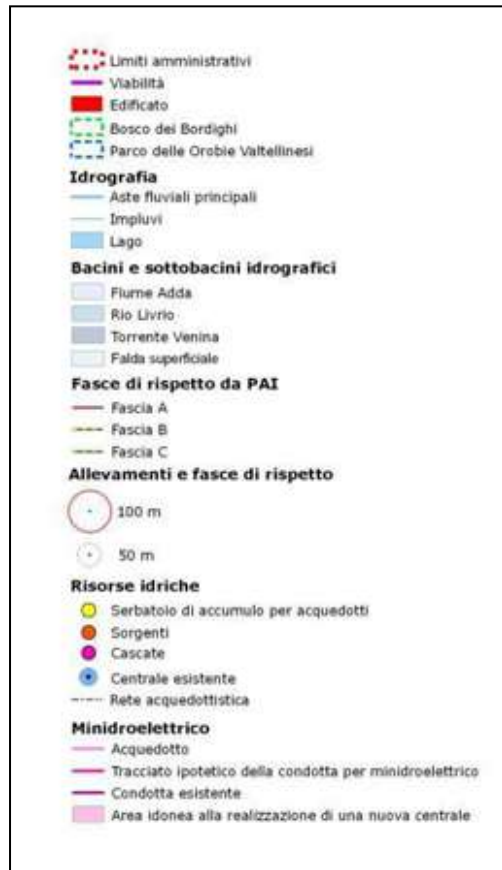 Limiti amministrativi
Viabilità
Edificato
Bosco dei Bordighi
Parco delle Orobie Valtellinesi
Idrografia
Aste fluviali principali
Impluvi
Lago
Bacini e sottobacini idrografici
Fiume Adda
Rio Livrio
Torrente Venina
Falda superficiale
Fasce di rispetto da PAI
Fascia A
Fascia B
Fascia C
Allevamenti e fasce di rispetto
100 m
50 m
Risorse idriche
Serbatoio di accumulo per acquedotti
Sorgenti
Cascate
Centrale esistente
Rete acquedottistica
Minidroelettrico
Acquedotto
Tracciato ipotetico della condotta per minidroelettrico
Condotta esistente
Area idonea alla realizzazione di una nuova centrale